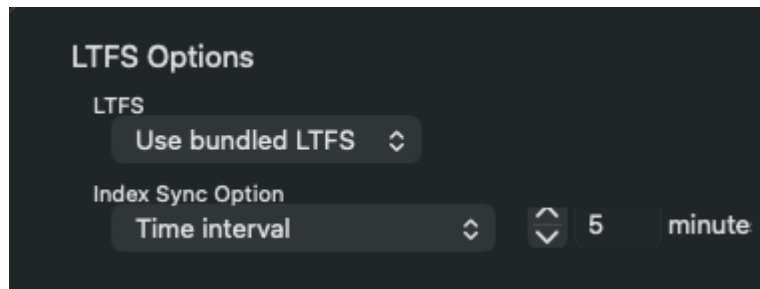 LTFS Options
LTFS
Use bundled LTFS
Index Sync Option
Time interval 5 minute